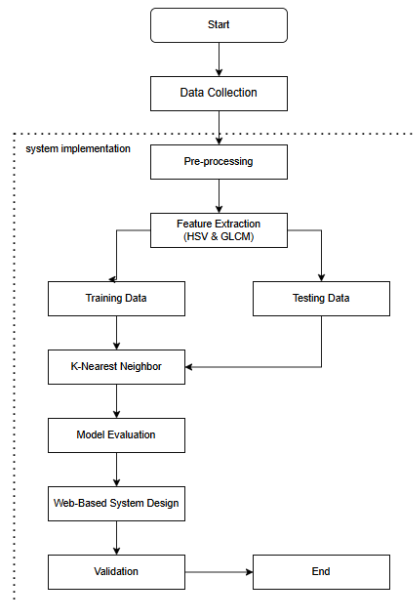 Start
Data Collection
system implementation
Pre-processing
Feature Extraction
(HSV & GLCM)
Training Data
Testing Data
K-Nearest Neighbor
Model Evaluation
Web-Based System Design
Validation
End